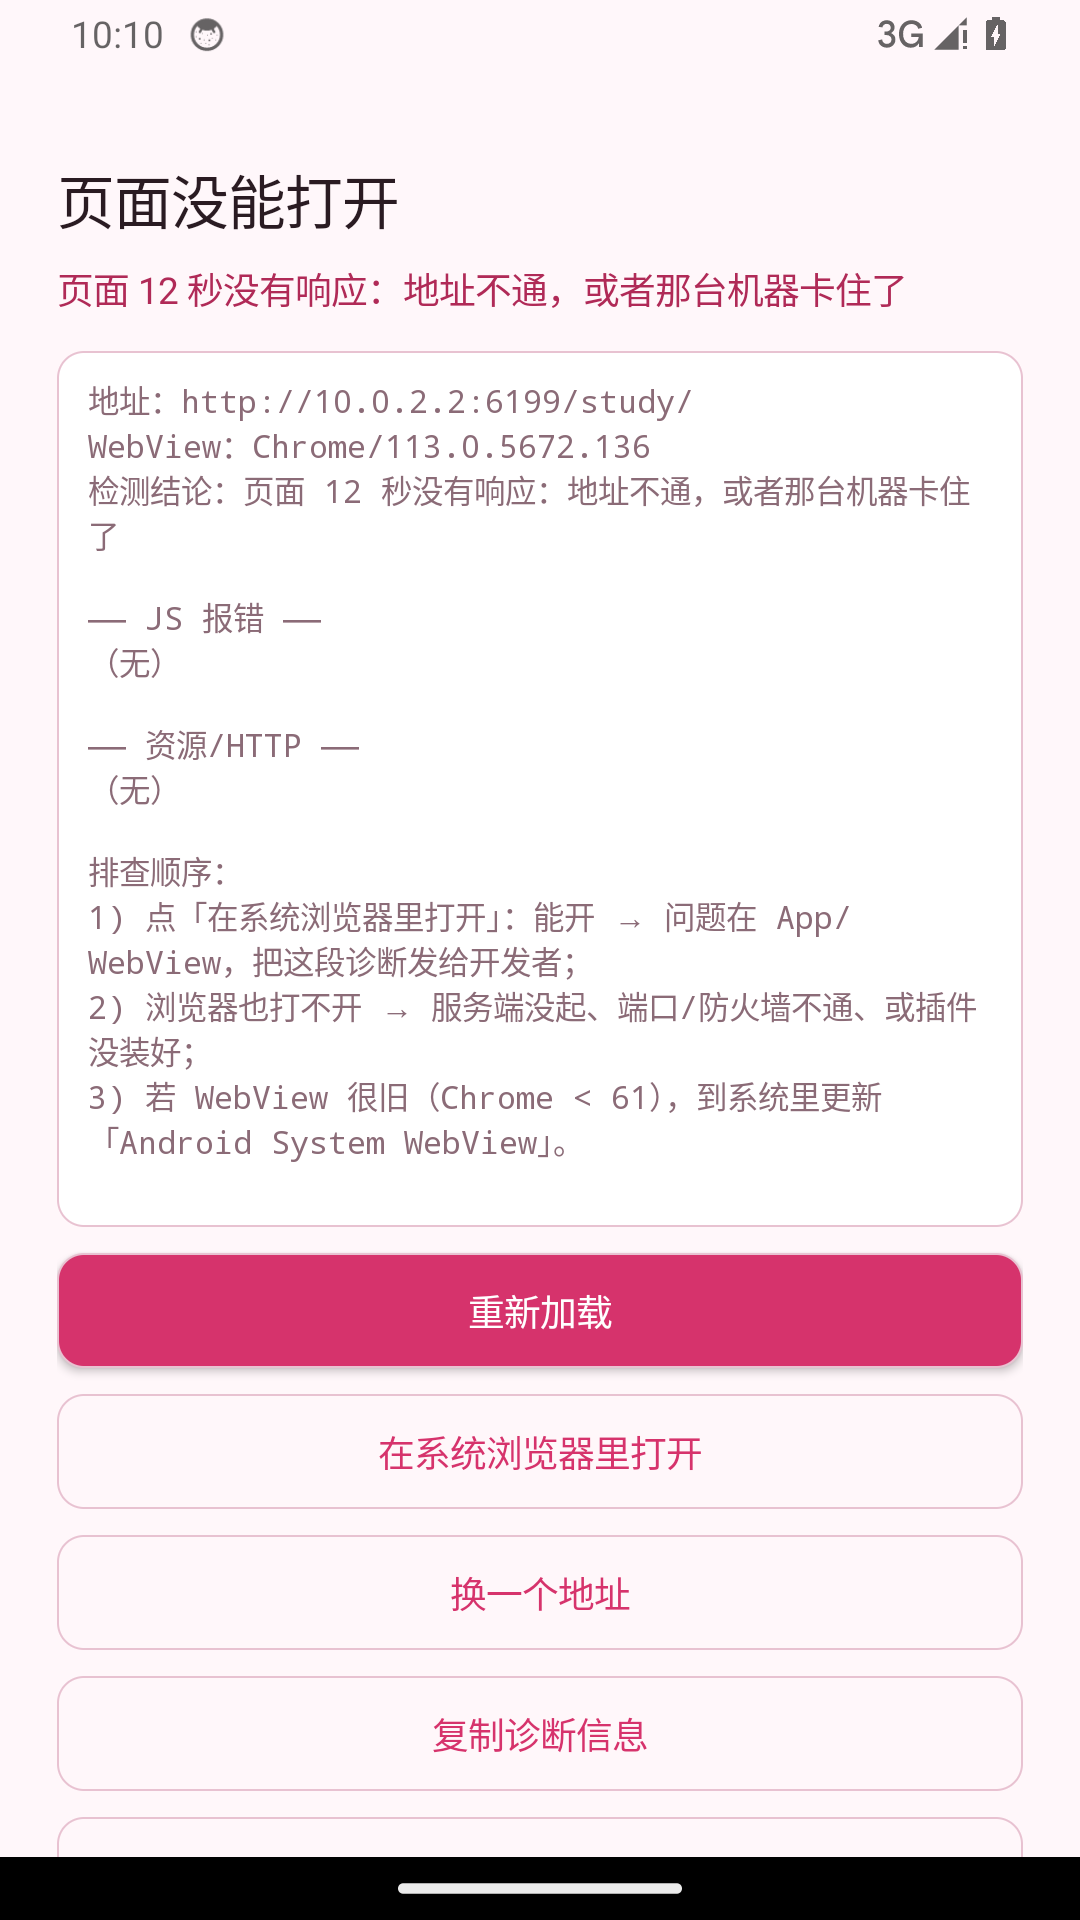 10:10
3G
页面没能打开
页面 12 秒没有响应：地址不通，或者那台机器卡住了
地址：http://10.0.2.2:6199/study/
WebView：Chrome/113.0.5672.136
检测结论：页面 12 秒没有响应：地址不通，或者那台机器卡住
了
—— JS 报错 ——
（无）
—— 资源/HTTP ——
（无）
排查顺序：
1) 点「在系统浏览器里打开」：能开 → 问题在 App/
WebView，把这段诊断发给开发者；
2) 浏览器也打不开 → 服务端没起、端口/防火墙不通、或插件
没装好；
3) 若 WebView 很旧（Chrome < 61），到系统里更新
「Android System WebView」。
重新加载
在系统浏览器里打开
换一个地址
复制诊断信息